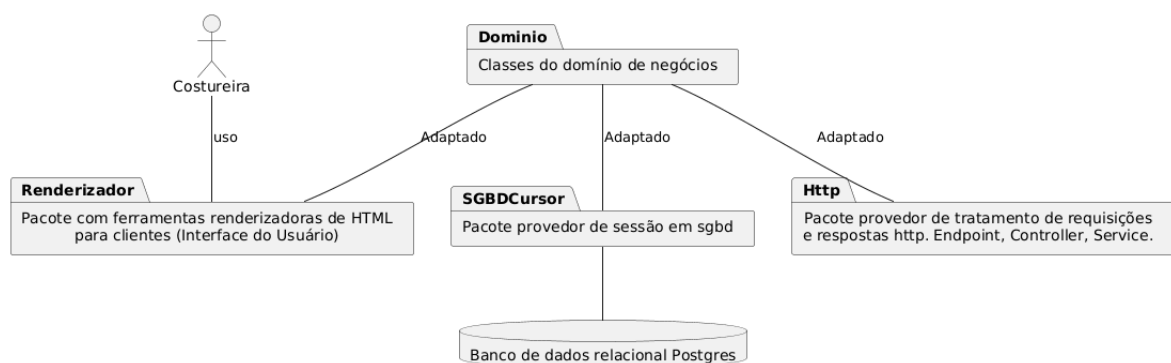 Costureira
Dominio
Classes do domínio de negócios
uso
Adaptado
Adaptado
Adaptado
Renderizador
Pacote com ferramentas renderizadoras de HTML
para clientes (Interface do Usuário)
SGBDCursor
Pacote provedor de sessão em sgbd
Http
Pacote provedor de tratamento de requisições
e respostas http. Endpoint, Controller, Service.
Banco de dados relacional Postgres